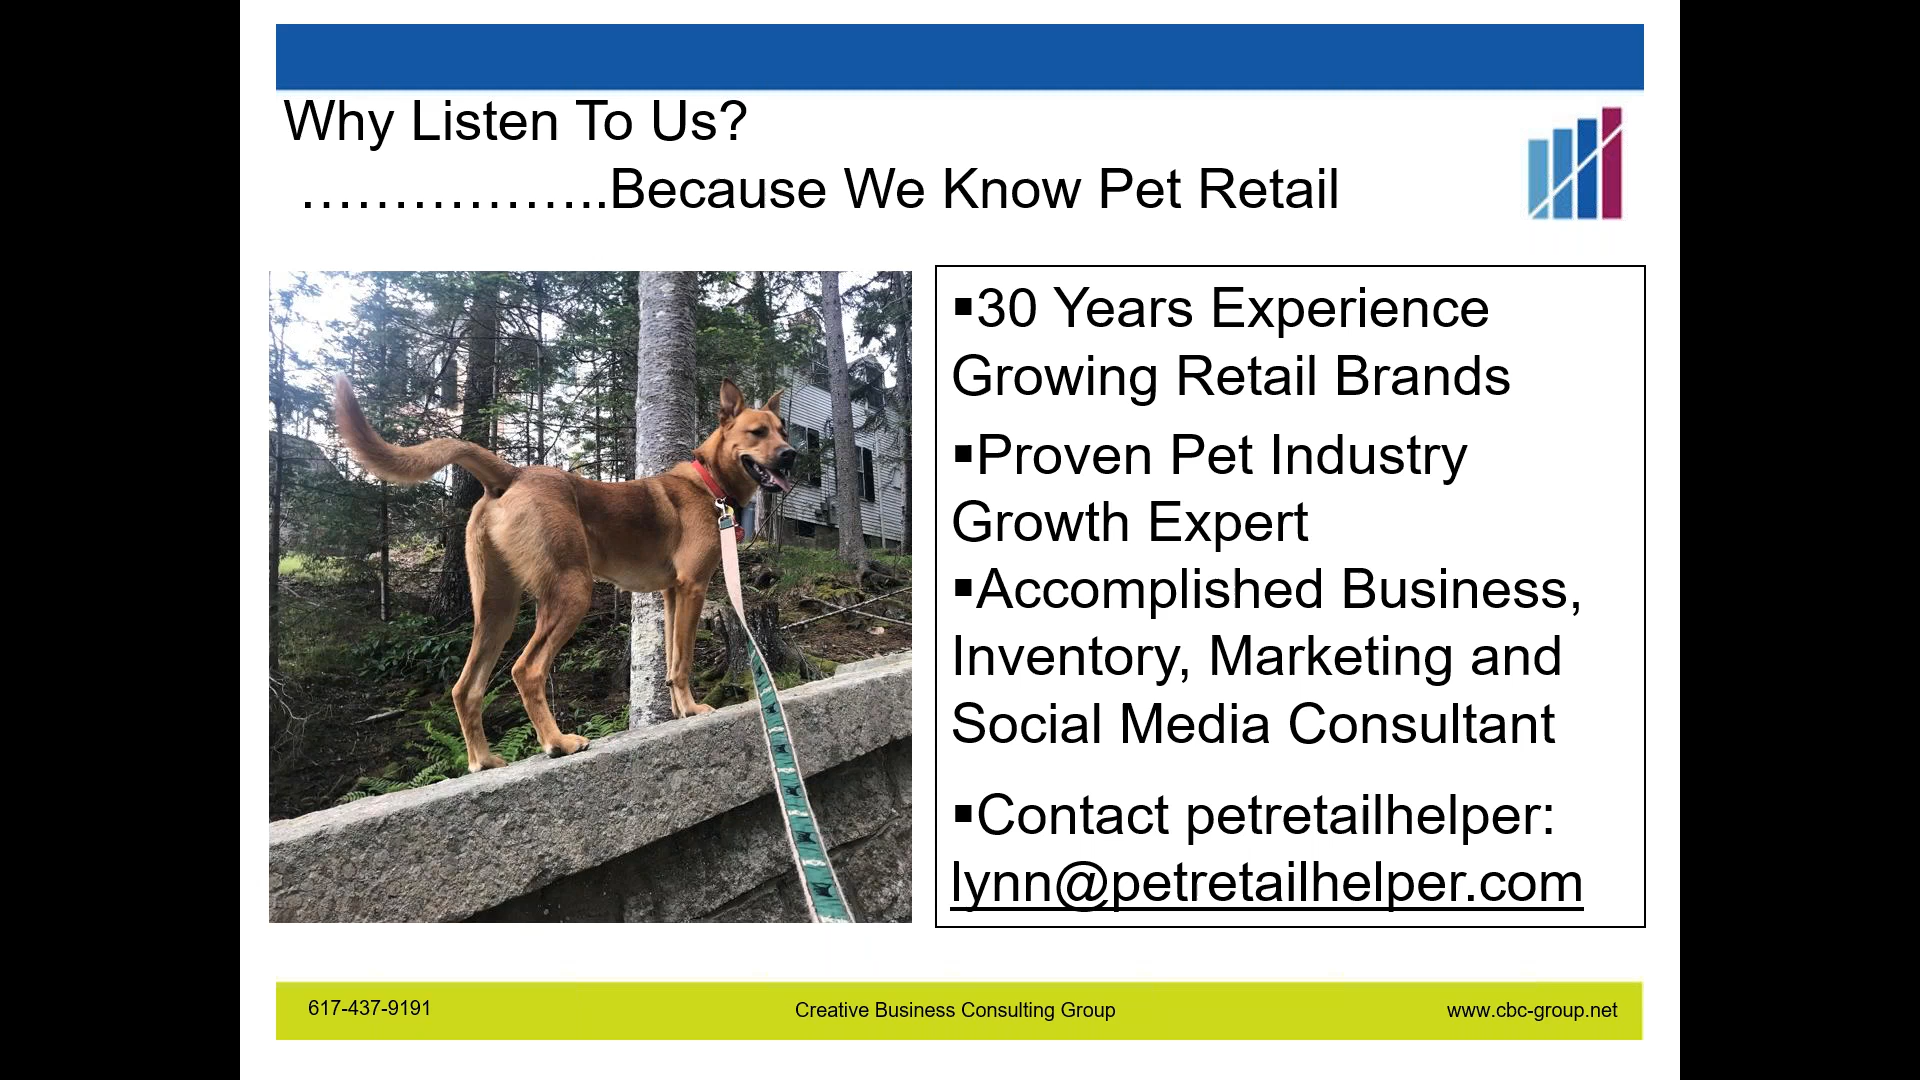 Why Listen To Us?
………………..Because We Know Pet Retail
▪30 Years Experience
Growing Retail Brands
▪Proven Pet Industry
Growth Expert
▪Accomplished Business,
Inventory, Marketing and
Social Media Consultant
▪Contact petretailhelper:
lynn@petretailhelper.com
617-437-9191
Creative Business Consulting Group
www.cbc-group.net